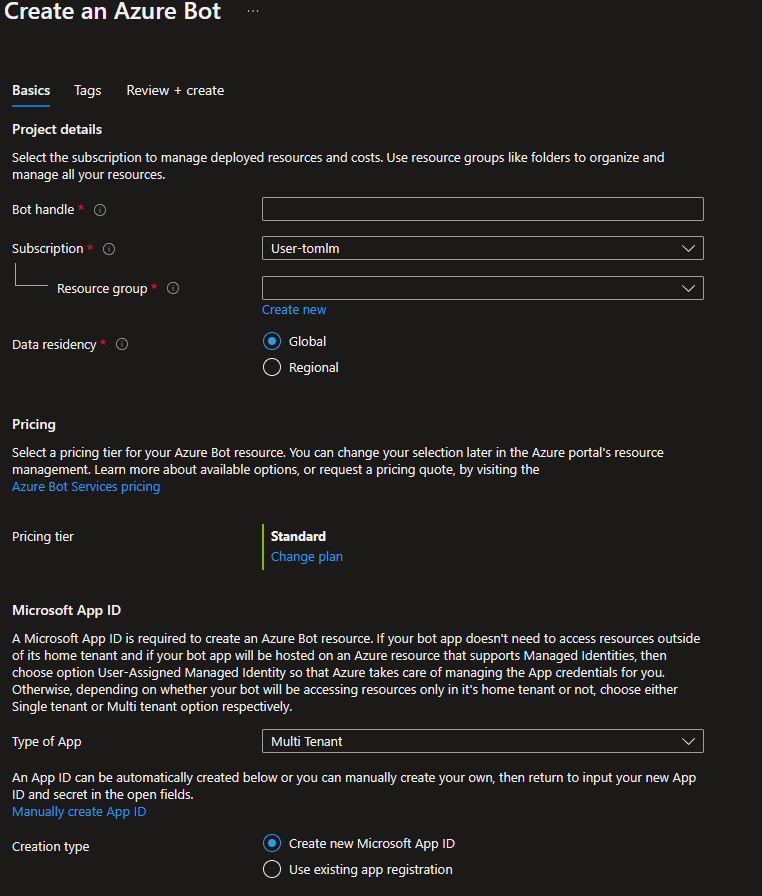 Create an Azure Bot ...
Basics Tags Review + create
Project details
Select the subscription to manage deployed resources and costs. Use resource groups like folders to organize and
manage all your resources.
Bot handle *
Subscription * User-tomlm
Resource group *
Create new
Data residency * Global
Regional
Pricing
Select a pricing tier for your Azure Bot resource. You can change your selection later in the Azure portal's resource
management. Learn more about available options, or request a pricing quote, by visiting the
Azure Bot Services pricing
Pricing tier Standard
Change plan
Microsoft App ID
A Microsoft App ID is required to create an Azure Bot resource. If your bot app doesn't need to access resources outside
of its home tenant and if your bot app will be hosted on an Azure resource that supports Managed Identities, then
choose option User-Assigned Managed Identity so that Azure takes care of managing the App credentials for you.
Otherwise, depending on whether your bot will be accessing resources only in it's home tenant or not, choose either
Single tenant or Multi tenant option respectively.
Type of App Multi Tenant
An App ID can be automatically created below or you can manually create your own, then return to input your new App
ID and secret in the open fields.
Manually create App ID
Creation type Create new Microsoft App ID
Use existing app registration